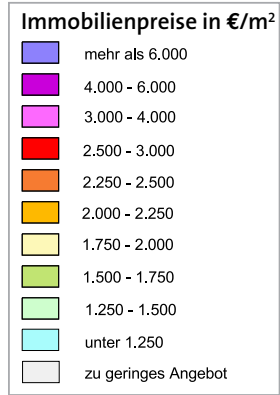 Immobilienpreise in €/m²
mehr als 6.000
4.000 - 6.000
3.000 - 4.000
2.500 - 3.000
2.250 - 2.500
2.000 - 2.250
1.750 - 2.000
1.500 - 1.750
1.250 - 1.500
unter 1.250
zu geringes Angebot